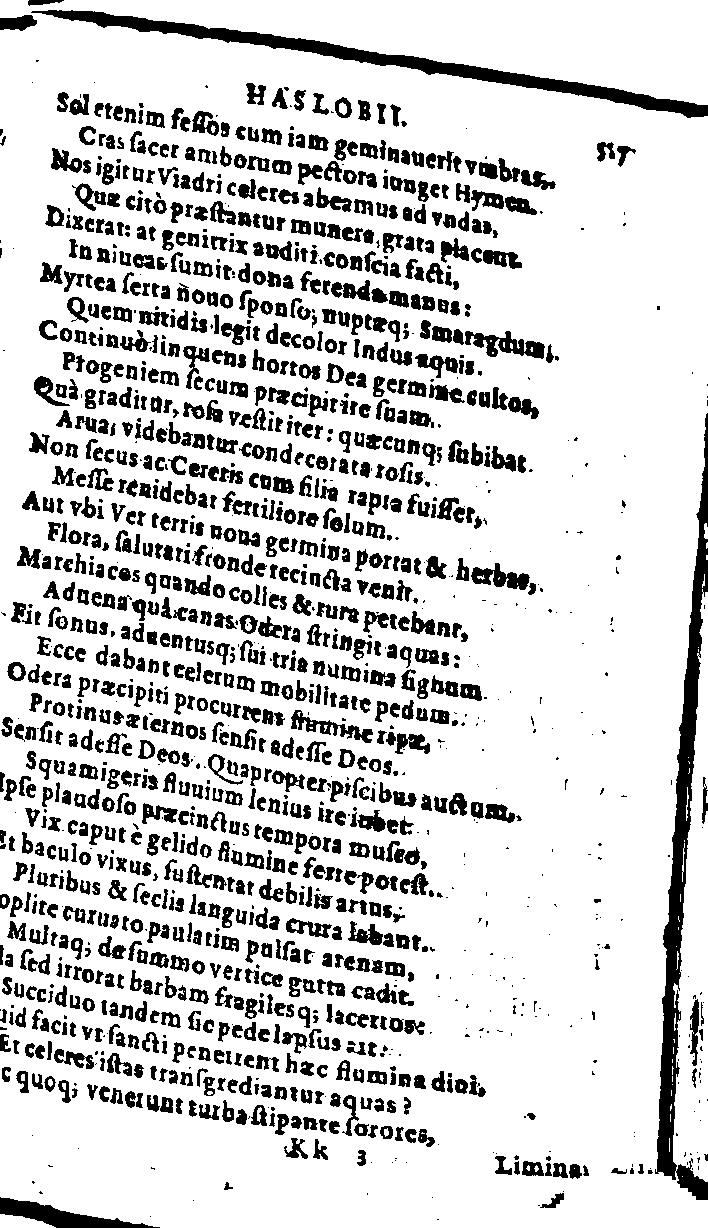 HASLOBII.
Sol etenim feſſos cum iam geminauerit vmbras,
Cras ſacer amborum pectora iunget Hymen.
Nos igitur Viadri celeres abeamus ad vndas,
Quæ citò præſtantur munera, grata placent.
Dixerat: at genitrix auditi conſcia facti,
In niueas ſumit dona ferenda manus:
Myrtea ſerta nouo ſponſo; nuptæq; Smaragdum,
Quem nitidis legit decolor Indus aquis.
Continuò linquens hortos Dea germine cultos,
Progeniem ſecum præcipit ire ſuam.
Quà graditur, roſa veſtit iter: quæcunq; ſubibat
Arua, videbantur condecorata roſis.
Non ſecus ac Cereris cum filia rapta fuiſſet,
Meſſe renidebat fertiliore ſolum.
Aut vbi Ver terris noua germina portat & herbas,
Flora, ſalutari fronde recincta venit.
Marchiacos quando colles & rura petebant,
Aduena quà canas Odera ſtringit aquas:
Fit ſonus, aduentusq; ſui tria numina ſignum
Ecce dabant celerum mobilitate pedum.
Odera præcipiti procurrens flumine ripæ,
Protinus æternos ſenſit adeſſe Deos.
Senſit adeſſe Deos. Quapropter piſcibus auctum,
Squamigeris fluuium lenius ire iubet
Ipſe plaudoſo præcinctus tempora muſco,
Vix caput è gelido flumine ferre poteſt.
Et baculo vixus, ſuſtentat debilis artus,
Pluribus & ſeclis languida crura labant.
oplite curuato paulatim pulſat arenam,
Multaq; de ſummo vertice gutta cadit.
la ſed irrorat barbam fragilesq; lacertos:
Succiduo tandem ſic pede lapſus ait:
uid facit vt ſancti penetrent hæc flumina diui,
Et celeres iſtas tranſgrediantur aquas?
c quoq; venerunt turba ſtipante ſorores,
Kk 3
Limina